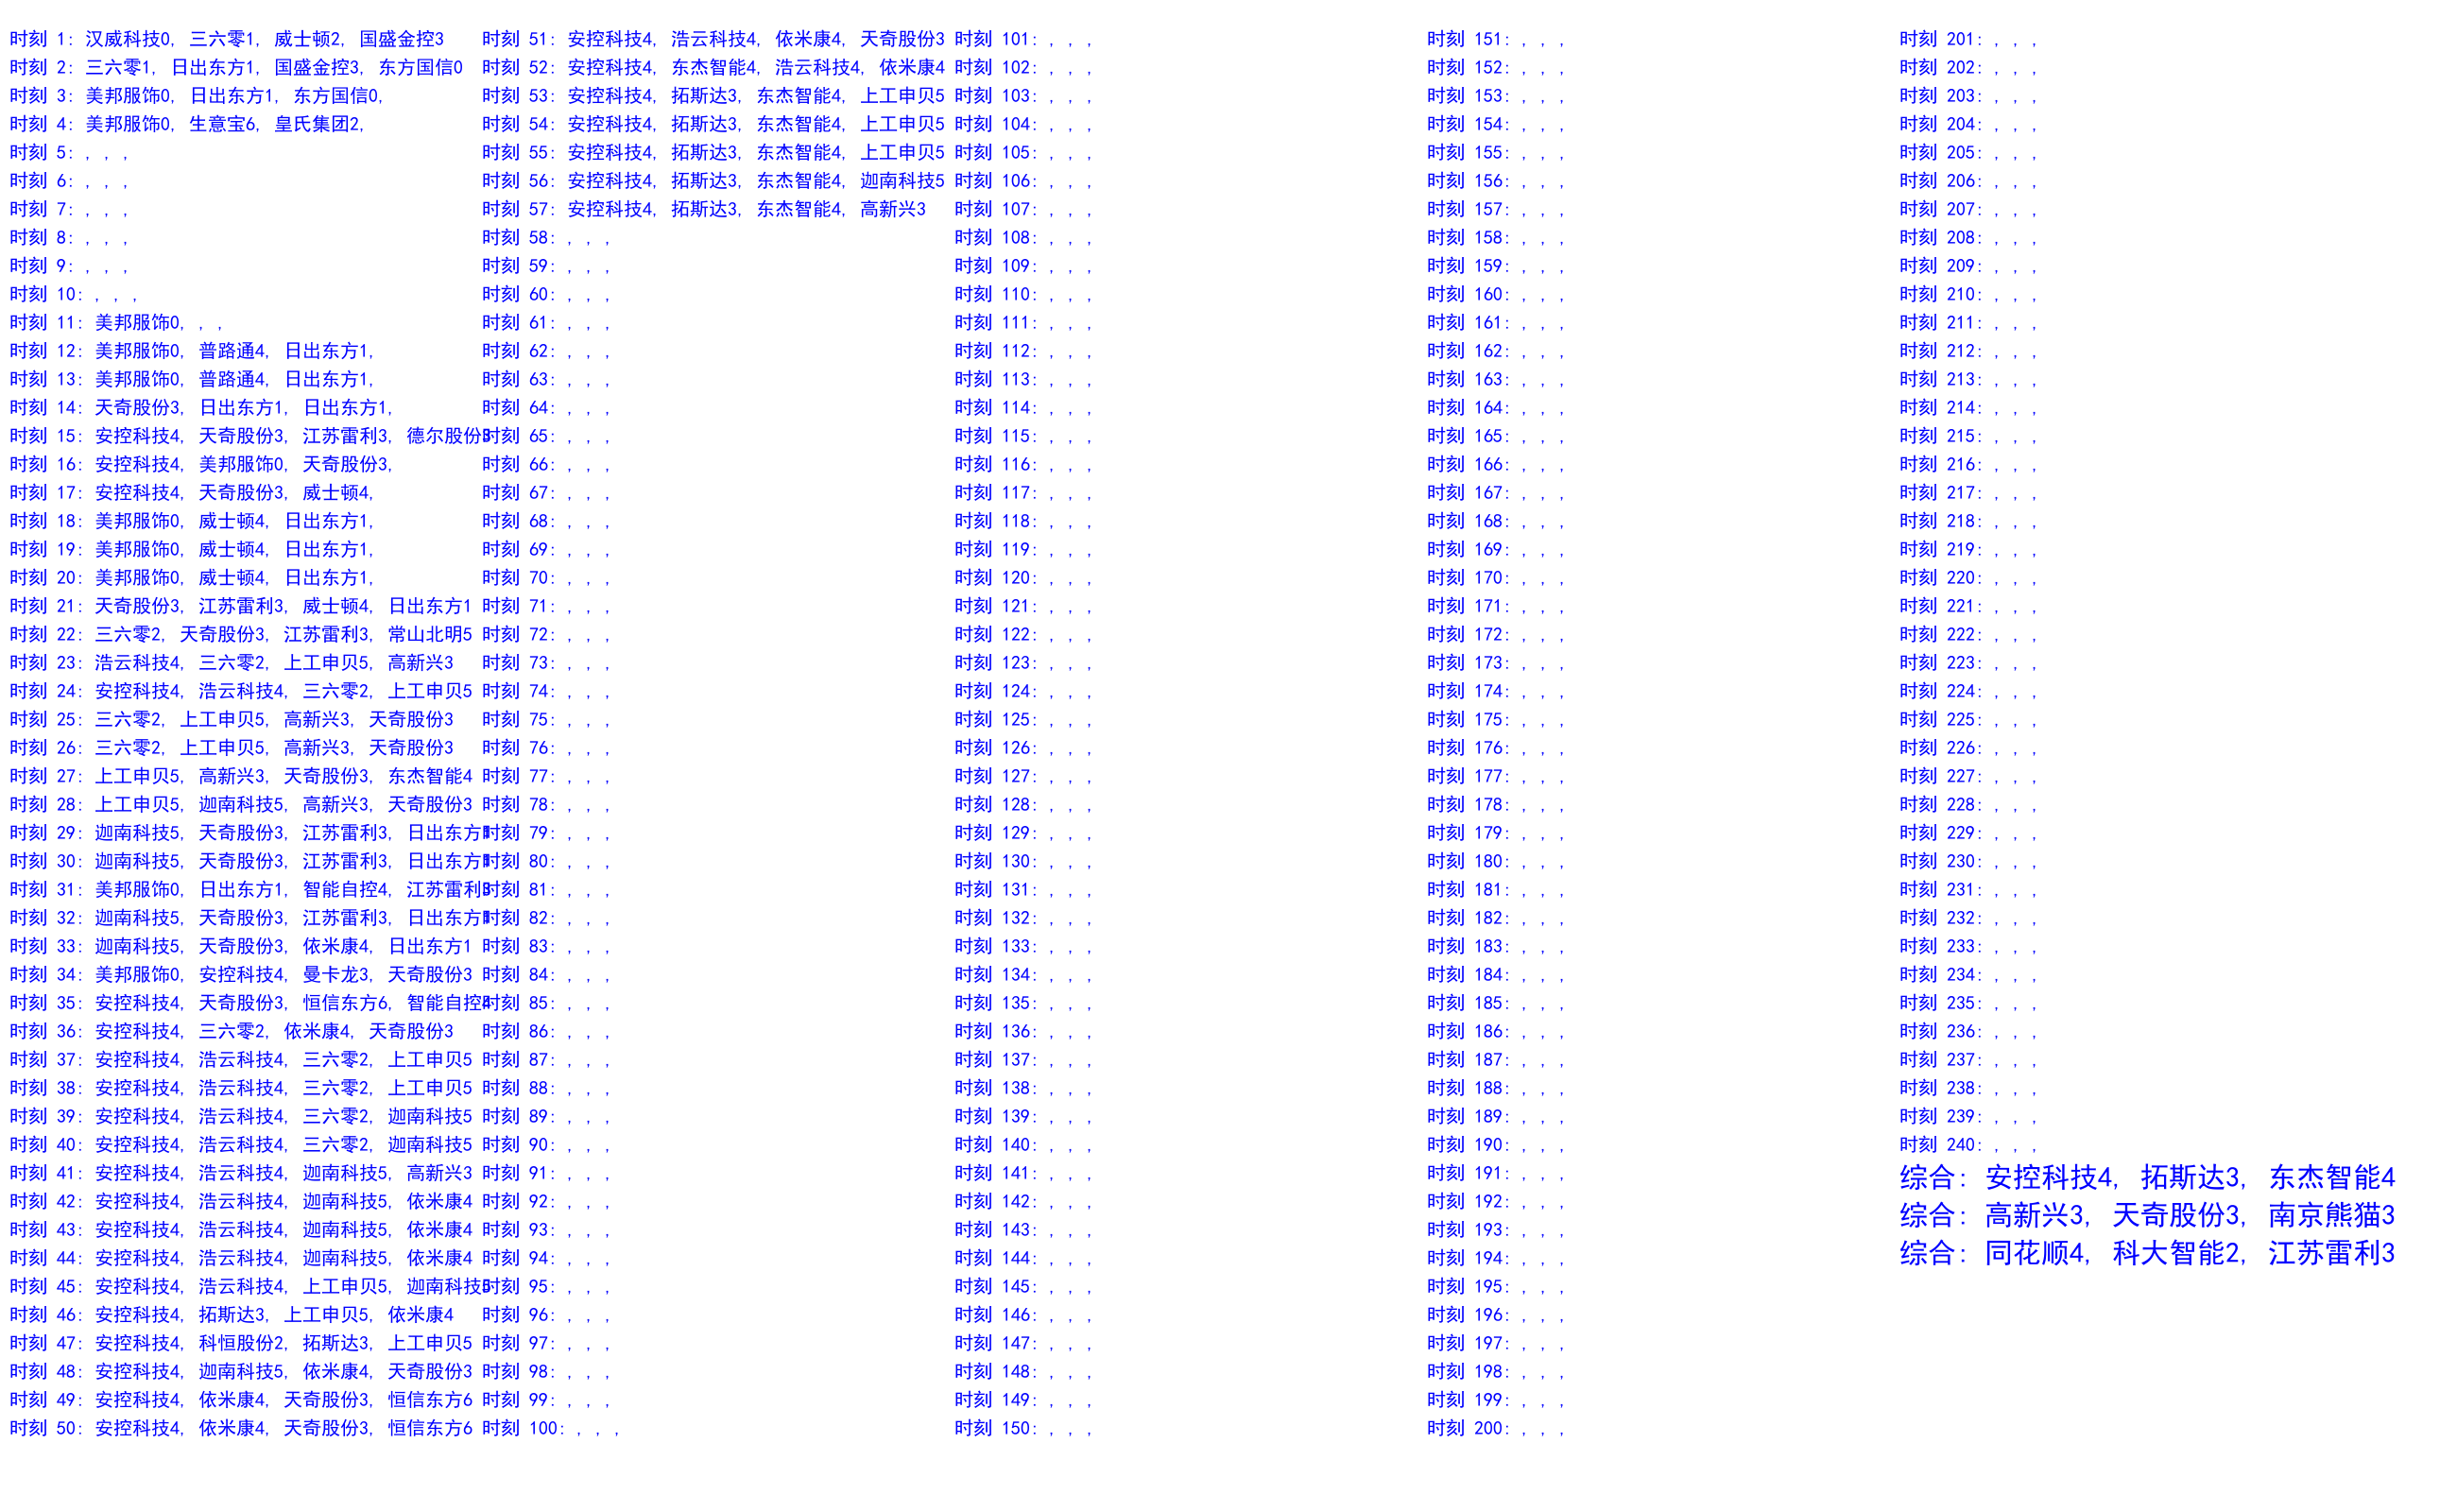 时刻 1: 汉威科技0, 三六零1, 威士顿2, 国盛金控3
时刻 2: 三六零1, 日出东方1, 国盛金控3, 东方国信0
时刻 3: 美邦服饰0, 日出东方1, 东方国信0,
时刻 4: 美邦服饰0, 生意宝6, 皇氏集团2,
时刻 5: , , ,
时刻 6: , , ,
时刻 7: , , ,
时刻 8: , , ,
时刻 9: , , ,
时刻 10: , , ,
时刻 11: 美邦服饰0, , ,
时刻 12: 美邦服饰0, 普路通4, 日出东方1,
时刻 13: 美邦服饰0, 普路通4, 日出东方1,
时刻 14: 天奇股份3, 日出东方1, 日出东方1,
时刻 15: 安控科技4, 天奇股份3, 江苏雷利3, 德尔股份3
时刻 16: 安控科技4, 美邦服饰0, 天奇股份3,
时刻 17: 安控科技4, 天奇股份3, 威士顿4,
时刻 18: 美邦服饰0, 威士顿4, 日出东方1,
时刻 19: 美邦服饰0, 威士顿4, 日出东方1,
时刻 20: 美邦服饰0, 威士顿4, 日出东方1,
时刻 21: 天奇股份3, 江苏雷利3, 威士顿4, 日出东方1
时刻 22: 三六零2, 天奇股份3, 江苏雷利3, 常山北明5
时刻 23: 浩云科技4, 三六零2, 上工申贝5, 高新兴3
时刻 24: 安控科技4, 浩云科技4, 三六零2, 上工申贝5
时刻 25: 三六零2, 上工申贝5, 高新兴3, 天奇股份3
时刻 26: 三六零2, 上工申贝5, 高新兴3, 天奇股份3
时刻 27: 上工申贝5, 高新兴3, 天奇股份3, 东杰智能4
时刻 28: 上工申贝5, 迦南科技5, 高新兴3, 天奇股份3
时刻 29: 迦南科技5, 天奇股份3, 江苏雷利3, 日出东方1
时刻 30: 迦南科技5, 天奇股份3, 江苏雷利3, 日出东方1
时刻 31: 美邦服饰0, 日出东方1, 智能自控4, 江苏雷利3
时刻 32: 迦南科技5, 天奇股份3, 江苏雷利3, 日出东方1
时刻 33: 迦南科技5, 天奇股份3, 依米康4, 日出东方1
时刻 34: 美邦服饰0, 安控科技4, 曼卡龙3, 天奇股份3
时刻 35: 安控科技4, 天奇股份3, 恒信东方6, 智能自控4
时刻 36: 安控科技4, 三六零2, 依米康4, 天奇股份3
时刻 37: 安控科技4, 浩云科技4, 三六零2, 上工申贝5
时刻 38: 安控科技4, 浩云科技4, 三六零2, 上工申贝5
时刻 39: 安控科技4, 浩云科技4, 三六零2, 迦南科技5
时刻 40: 安控科技4, 浩云科技4, 三六零2, 迦南科技5
时刻 41: 安控科技4, 浩云科技4, 迦南科技5, 高新兴3
时刻 42: 安控科技4, 浩云科技4, 迦南科技5, 依米康4
时刻 43: 安控科技4, 浩云科技4, 迦南科技5, 依米康4
时刻 44: 安控科技4, 浩云科技4, 迦南科技5, 依米康4
时刻 45: 安控科技4, 浩云科技4, 上工申贝5, 迦南科技5
时刻 46: 安控科技4, 拓斯达3, 上工申贝5, 依米康4
时刻 47: 安控科技4, 科恒股份2, 拓斯达3, 上工申贝5
时刻 48: 安控科技4, 迦南科技5, 依米康4, 天奇股份3
时刻 49: 安控科技4, 依米康4, 天奇股份3, 恒信东方6
时刻 50: 安控科技4, 依米康4, 天奇股份3, 恒信东方6
时刻 51: 安控科技4, 浩云科技4, 依米康4, 天奇股份3
时刻 52: 安控科技4, 东杰智能4, 浩云科技4, 依米康4
时刻 53: 安控科技4, 拓斯达3, 东杰智能4, 上工申贝5
时刻 54: 安控科技4, 拓斯达3, 东杰智能4, 上工申贝5
时刻 55: 安控科技4, 拓斯达3, 东杰智能4, 上工申贝5
时刻 56: 安控科技4, 拓斯达3, 东杰智能4, 迦南科技5
时刻 57: 安控科技4, 拓斯达3, 东杰智能4, 高新兴3
时刻 58: , , ,
时刻 59: , , ,
时刻 60: , , ,
时刻 61: , , ,
时刻 62: , , ,
时刻 63: , , ,
时刻 64: , , ,
时刻 65: , , ,
时刻 66: , , ,
时刻 67: , , ,
时刻 68: , , ,
时刻 69: , , ,
时刻 70: , , ,
时刻 71: , , ,
时刻 72: , , ,
时刻 73: , , ,
时刻 74: , , ,
时刻 75: , , ,
时刻 76: , , ,
时刻 77: , , ,
时刻 78: , , ,
时刻 79: , , ,
时刻 80: , , ,
时刻 81: , , ,
时刻 82: , , ,
时刻 83: , , ,
时刻 84: , , ,
时刻 85: , , ,
时刻 86: , , ,
时刻 87: , , ,
时刻 88: , , ,
时刻 89: , , ,
时刻 90: , , ,
时刻 91: , , ,
时刻 92: , , ,
时刻 93: , , ,
时刻 94: , , ,
时刻 95: , , ,
时刻 96: , , ,
时刻 97: , , ,
时刻 98: , , ,
时刻 99: , , ,
时刻 100: , , ,
时刻 101: , , ,
时刻 102: , , ,
时刻 103: , , ,
时刻 104: , , ,
时刻 105: , , ,
时刻 106: , , ,
时刻 107: , , ,
时刻 108: , , ,
时刻 109: , , ,
时刻 110: , , ,
时刻 111: , , ,
时刻 112: , , ,
时刻 113: , , ,
时刻 114: , , ,
时刻 115: , , ,
时刻 116: , , ,
时刻 117: , , ,
时刻 118: , , ,
时刻 119: , , ,
时刻 120: , , ,
时刻 121: , , ,
时刻 122: , , ,
时刻 123: , , ,
时刻 124: , , ,
时刻 125: , , ,
时刻 126: , , ,
时刻 127: , , ,
时刻 128: , , ,
时刻 129: , , ,
时刻 130: , , ,
时刻 131: , , ,
时刻 132: , , ,
时刻 133: , , ,
时刻 134: , , ,
时刻 135: , , ,
时刻 136: , , ,
时刻 137: , , ,
时刻 138: , , ,
时刻 139: , , ,
时刻 140: , , ,
时刻 141: , , ,
时刻 142: , , ,
时刻 143: , , ,
时刻 144: , , ,
时刻 145: , , ,
时刻 146: , , ,
时刻 147: , , ,
时刻 148: , , ,
时刻 149: , , ,
时刻 150: , , ,
时刻 151: , , ,
时刻 152: , , ,
时刻 153: , , ,
时刻 154: , , ,
时刻 155: , , ,
时刻 156: , , ,
时刻 157: , , ,
时刻 158: , , ,
时刻 159: , , ,
时刻 160: , , ,
时刻 161: , , ,
时刻 162: , , ,
时刻 163: , , ,
时刻 164: , , ,
时刻 165: , , ,
时刻 166: , , ,
时刻 167: , , ,
时刻 168: , , ,
时刻 169: , , ,
时刻 170: , , ,
时刻 171: , , ,
时刻 172: , , ,
时刻 173: , , ,
时刻 174: , , ,
时刻 175: , , ,
时刻 176: , , ,
时刻 177: , , ,
时刻 178: , , ,
时刻 179: , , ,
时刻 180: , , ,
时刻 181: , , ,
时刻 182: , , ,
时刻 183: , , ,
时刻 184: , , ,
时刻 185: , , ,
时刻 186: , , ,
时刻 187: , , ,
时刻 188: , , ,
时刻 189: , , ,
时刻 190: , , ,
时刻 191: , , ,
时刻 192: , , ,
时刻 193: , , ,
时刻 194: , , ,
时刻 195: , , ,
时刻 196: , , ,
时刻 197: , , ,
时刻 198: , , ,
时刻 199: , , ,
时刻 200: , , ,
时刻 201: , , ,
时刻 202: , , ,
时刻 203: , , ,
时刻 204: , , ,
时刻 205: , , ,
时刻 206: , , ,
时刻 207: , , ,
时刻 208: , , ,
时刻 209: , , ,
时刻 210: , , ,
时刻 211: , , ,
时刻 212: , , ,
时刻 213: , , ,
时刻 214: , , ,
时刻 215: , , ,
时刻 216: , , ,
时刻 217: , , ,
时刻 218: , , ,
时刻 219: , , ,
时刻 220: , , ,
时刻 221: , , ,
时刻 222: , , ,
时刻 223: , , ,
时刻 224: , , ,
时刻 225: , , ,
时刻 226: , , ,
时刻 227: , , ,
时刻 228: , , ,
时刻 229: , , ,
时刻 230: , , ,
时刻 231: , , ,
时刻 232: , , ,
时刻 233: , , ,
时刻 234: , , ,
时刻 235: , , ,
时刻 236: , , ,
时刻 237: , , ,
时刻 238: , , ,
时刻 239: , , ,
时刻 240: , , ,
综合: 安控科技4, 拓斯达3, 东杰智能4
综合: 高新兴3, 天奇股份3, 南京熊猫3
综合: 同花顺4, 科大智能2, 江苏雷利3